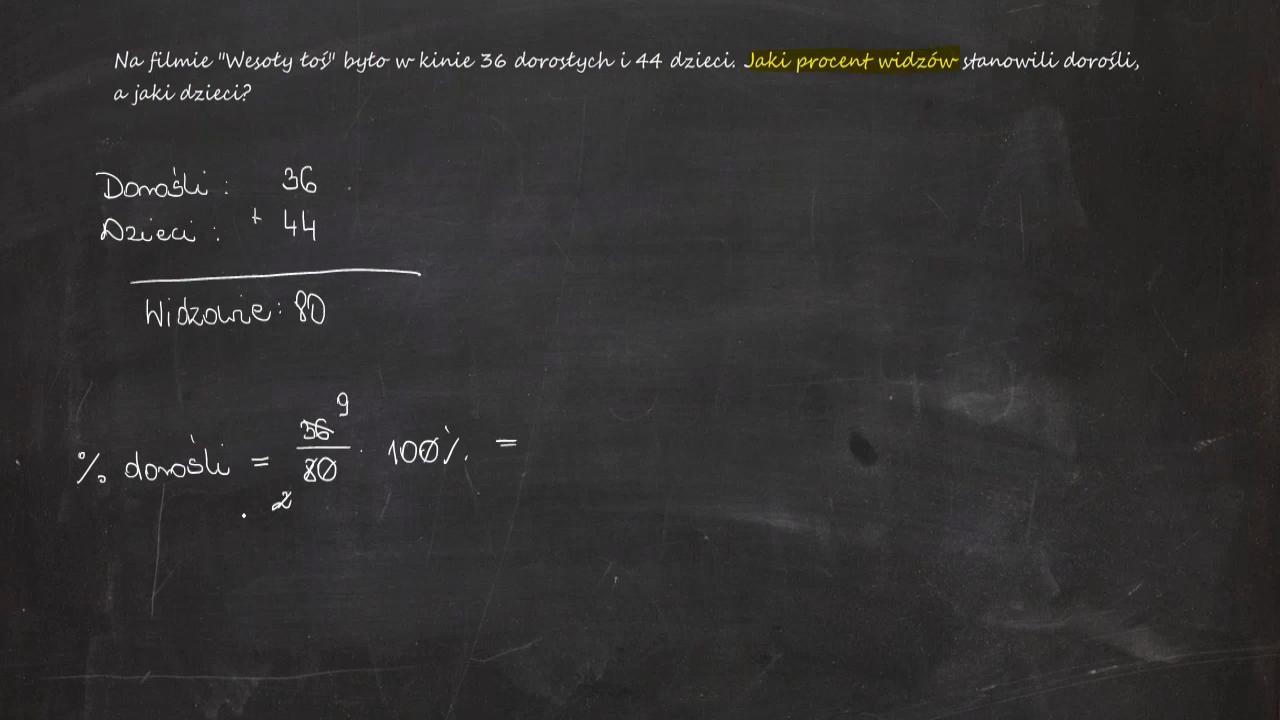 Na filmie "Wesoły łoś" było w kinie 36 dorosłych i 44 dzieci. Jaki procent widzów stanowili dorośli,
a jaki dzieci?
Dorośli : 36
Dzieci : + 44
Widzowie : 80
9
% dorośli = 36/80 · 100% =
2